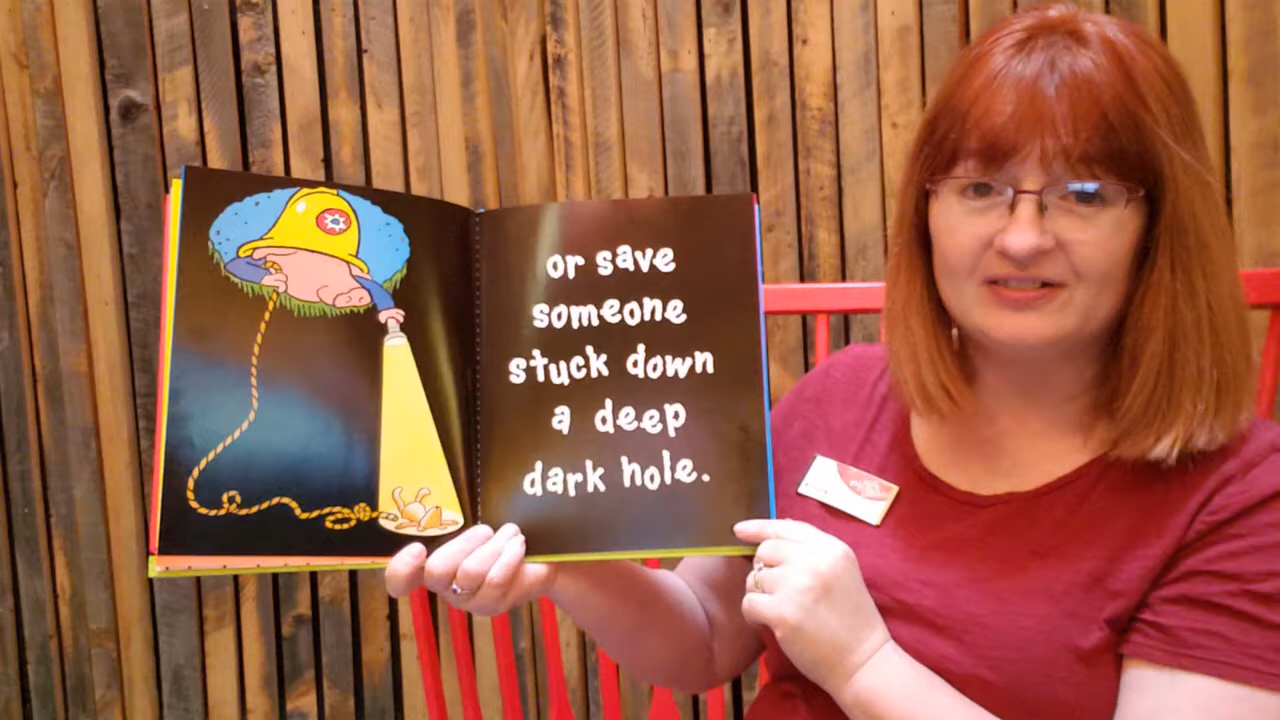 or save
someone
stuck down
a deep
dark hole.